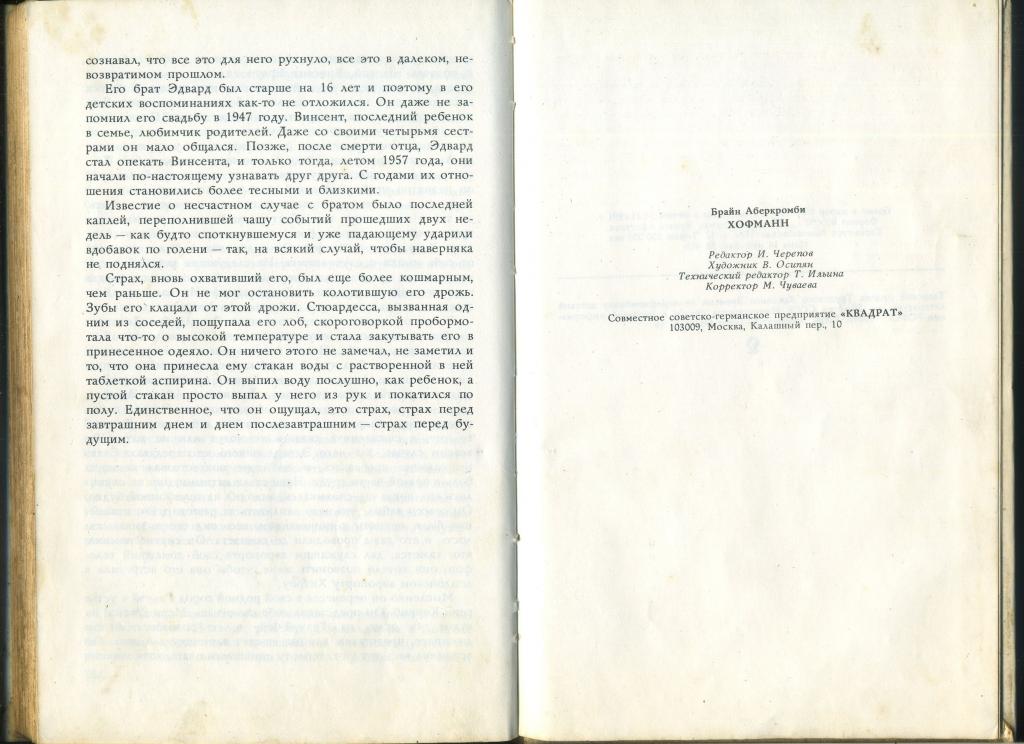 сознавал, что все это для него рухнуло, все это в далеком, не-
возвратимом прошлом.
Его брат Эдвард был старше на 16 лет и поэтому в его
детских воспоминаниях как-то не отложился. Он даже не за-
помнил его свадьбу в 1947 году. Винсент, последний ребенок
в семье, любимчик родителей. Даже со своими четырьмя сест-
рами он мало общался. Позже, после смерти отца, Эдвард
стал опекать Винсента, и только тогда, летом 1957 года, они
начали по-настоящему узнавать друг друга. С годами их отно-
шения становились более тесными и близкими.
Известие о несчастном случае с братом было последней
каплей, переполнившей чашу событий прошедших двух не-
дель — как будто споткнувшемуся и уже падающему ударили
вдобавок по голени — так, на всякий случай, чтобы наверняка
не поднялся.
Страх, вновь охвативший его, был еще более кошмарным,
чем раньше. Он не мог остановить колотившую его дрожь.
Зубы его клацали от этой дрожи. Стюардесса, вызванная од-
ним из соседей, пощупала его лоб, скороговоркой пробормо-
тала что-то о высокой температуре и стала закутывать его в
принесенное одеяло. Он ничего этого не замечал, не заметил и
то, что она принесла ему стакан воды с растворенной в ней
таблеткой аспирина. Он выпил воду послушно, как ребенок, а
пустой стакан просто выпал у него из рук и покатился по
полу. Единственное, что он ощущал, это страх, страх перед
завтрашним днем и днем послезавтрашним — страх перед бу-
дущим.
Брайн Аберкромби
ХОФМАНН
Редактор И. Черепов
Художник В. Осипян
Технический редактор Т. Ильина
Корректор М. Чуваева
Совместное советско-германское предприятие «КВАДРАТ»
103009, Москва, Калашный пер., 10